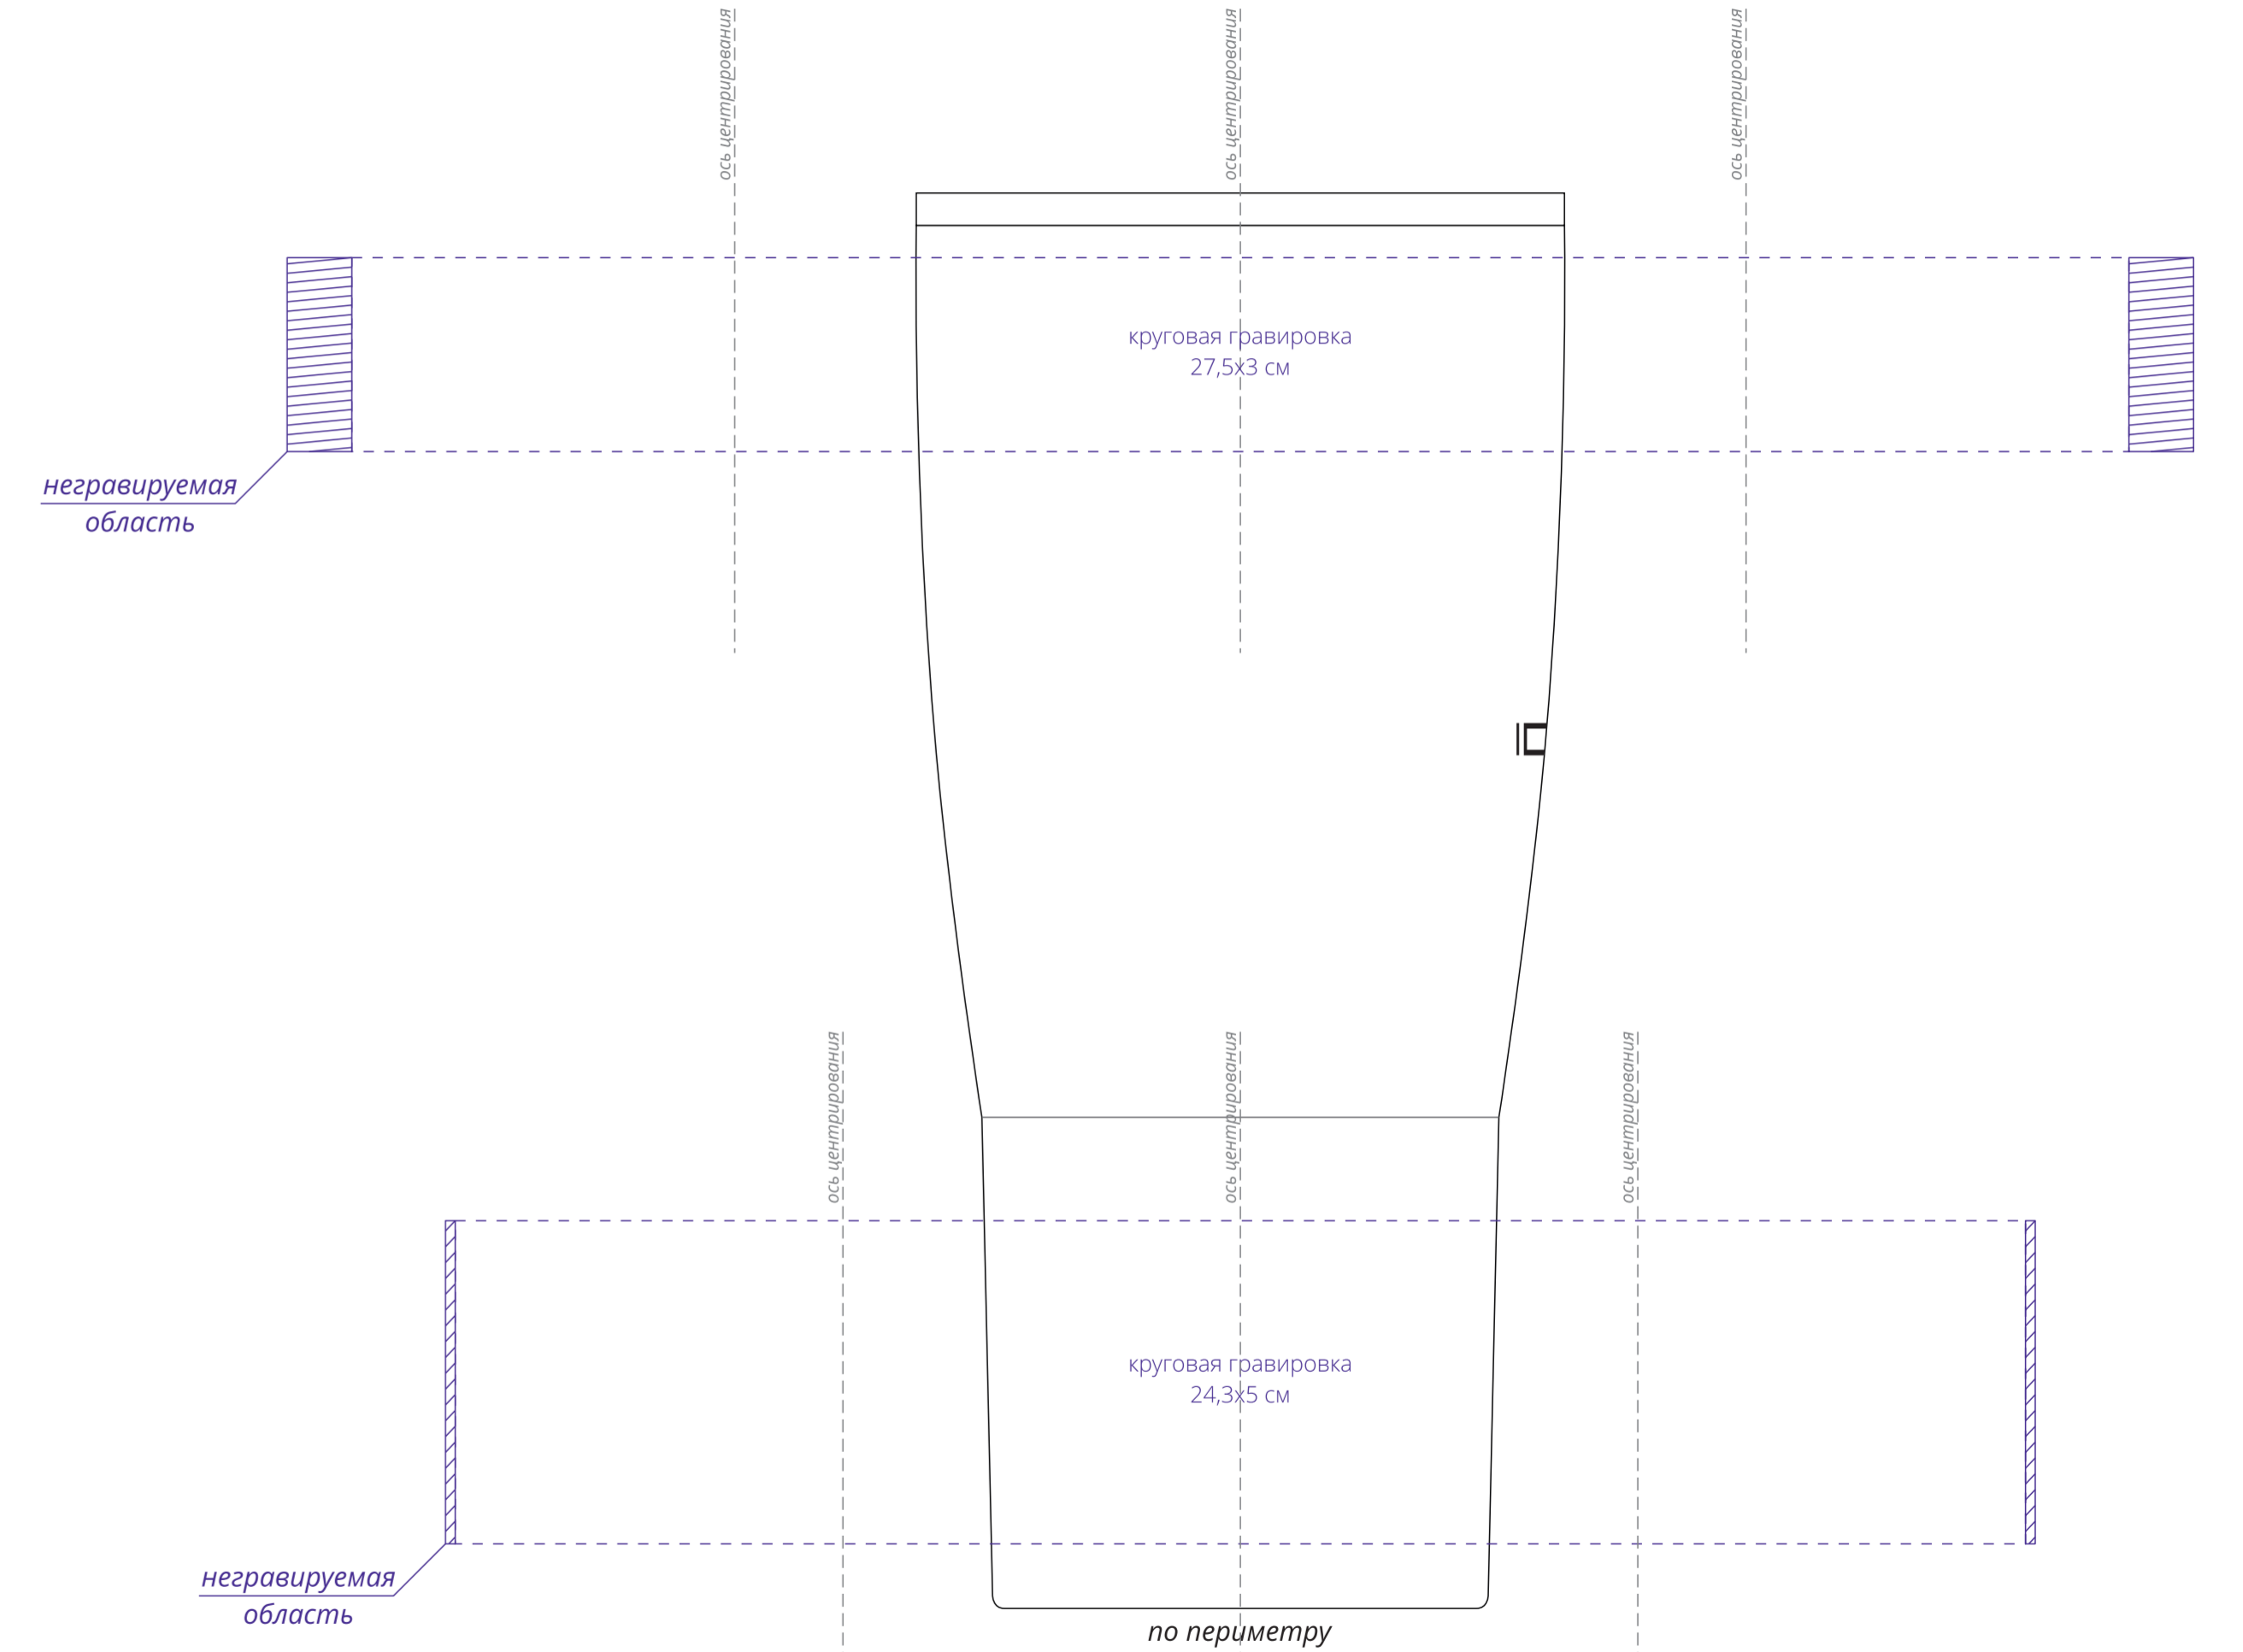 ось центрирования
ось центрирования
ось центрирования
круговая гравировка
27,5х3 см
негравируемая
область
ось центрирования
ось центрирования
ось центрирования
круговая гравировка
24,3х5 см
негравируемая
область
по периметру